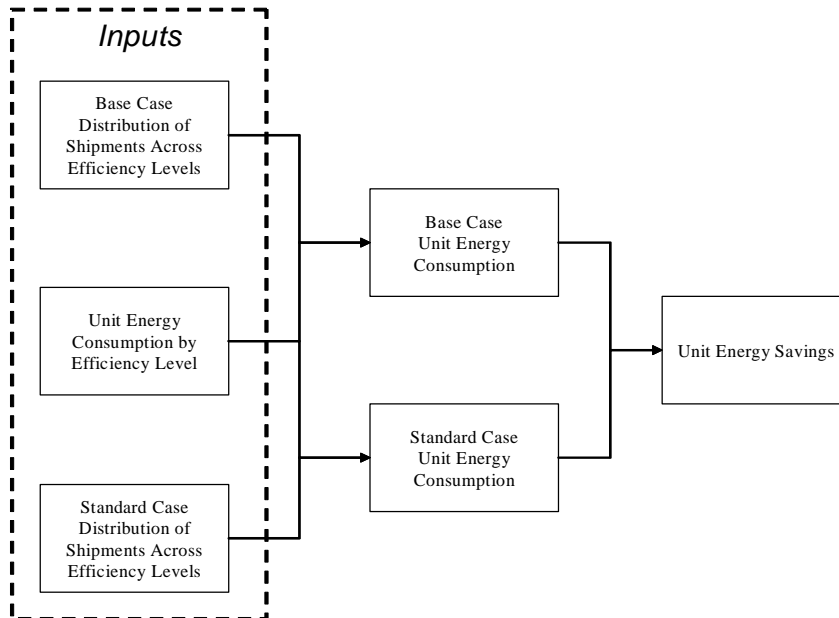 Inputs
Base Case
Distribution of
Shipments Across
Efficiency Levels
Unit Energy
Consumption by
Efficiency Level
Standard Case
Distribution of
Shipments Across
Efficiency Levels
Base Case
Unit Energy
Consumption
Standard Case
Unit Energy
Consumption
Unit Energy Savings